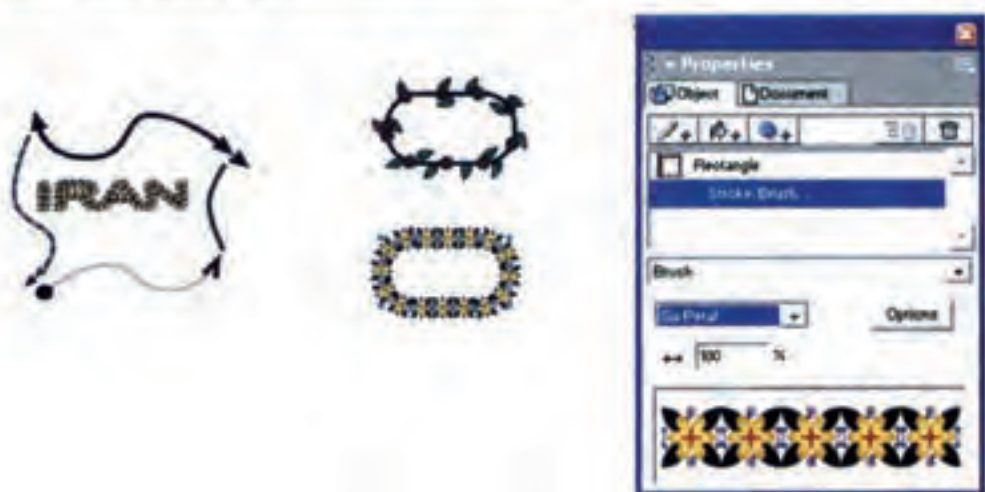 IRAN
Properties
Object Document
Rectangle
Stroke: Brush...
Brush
Options
100 %